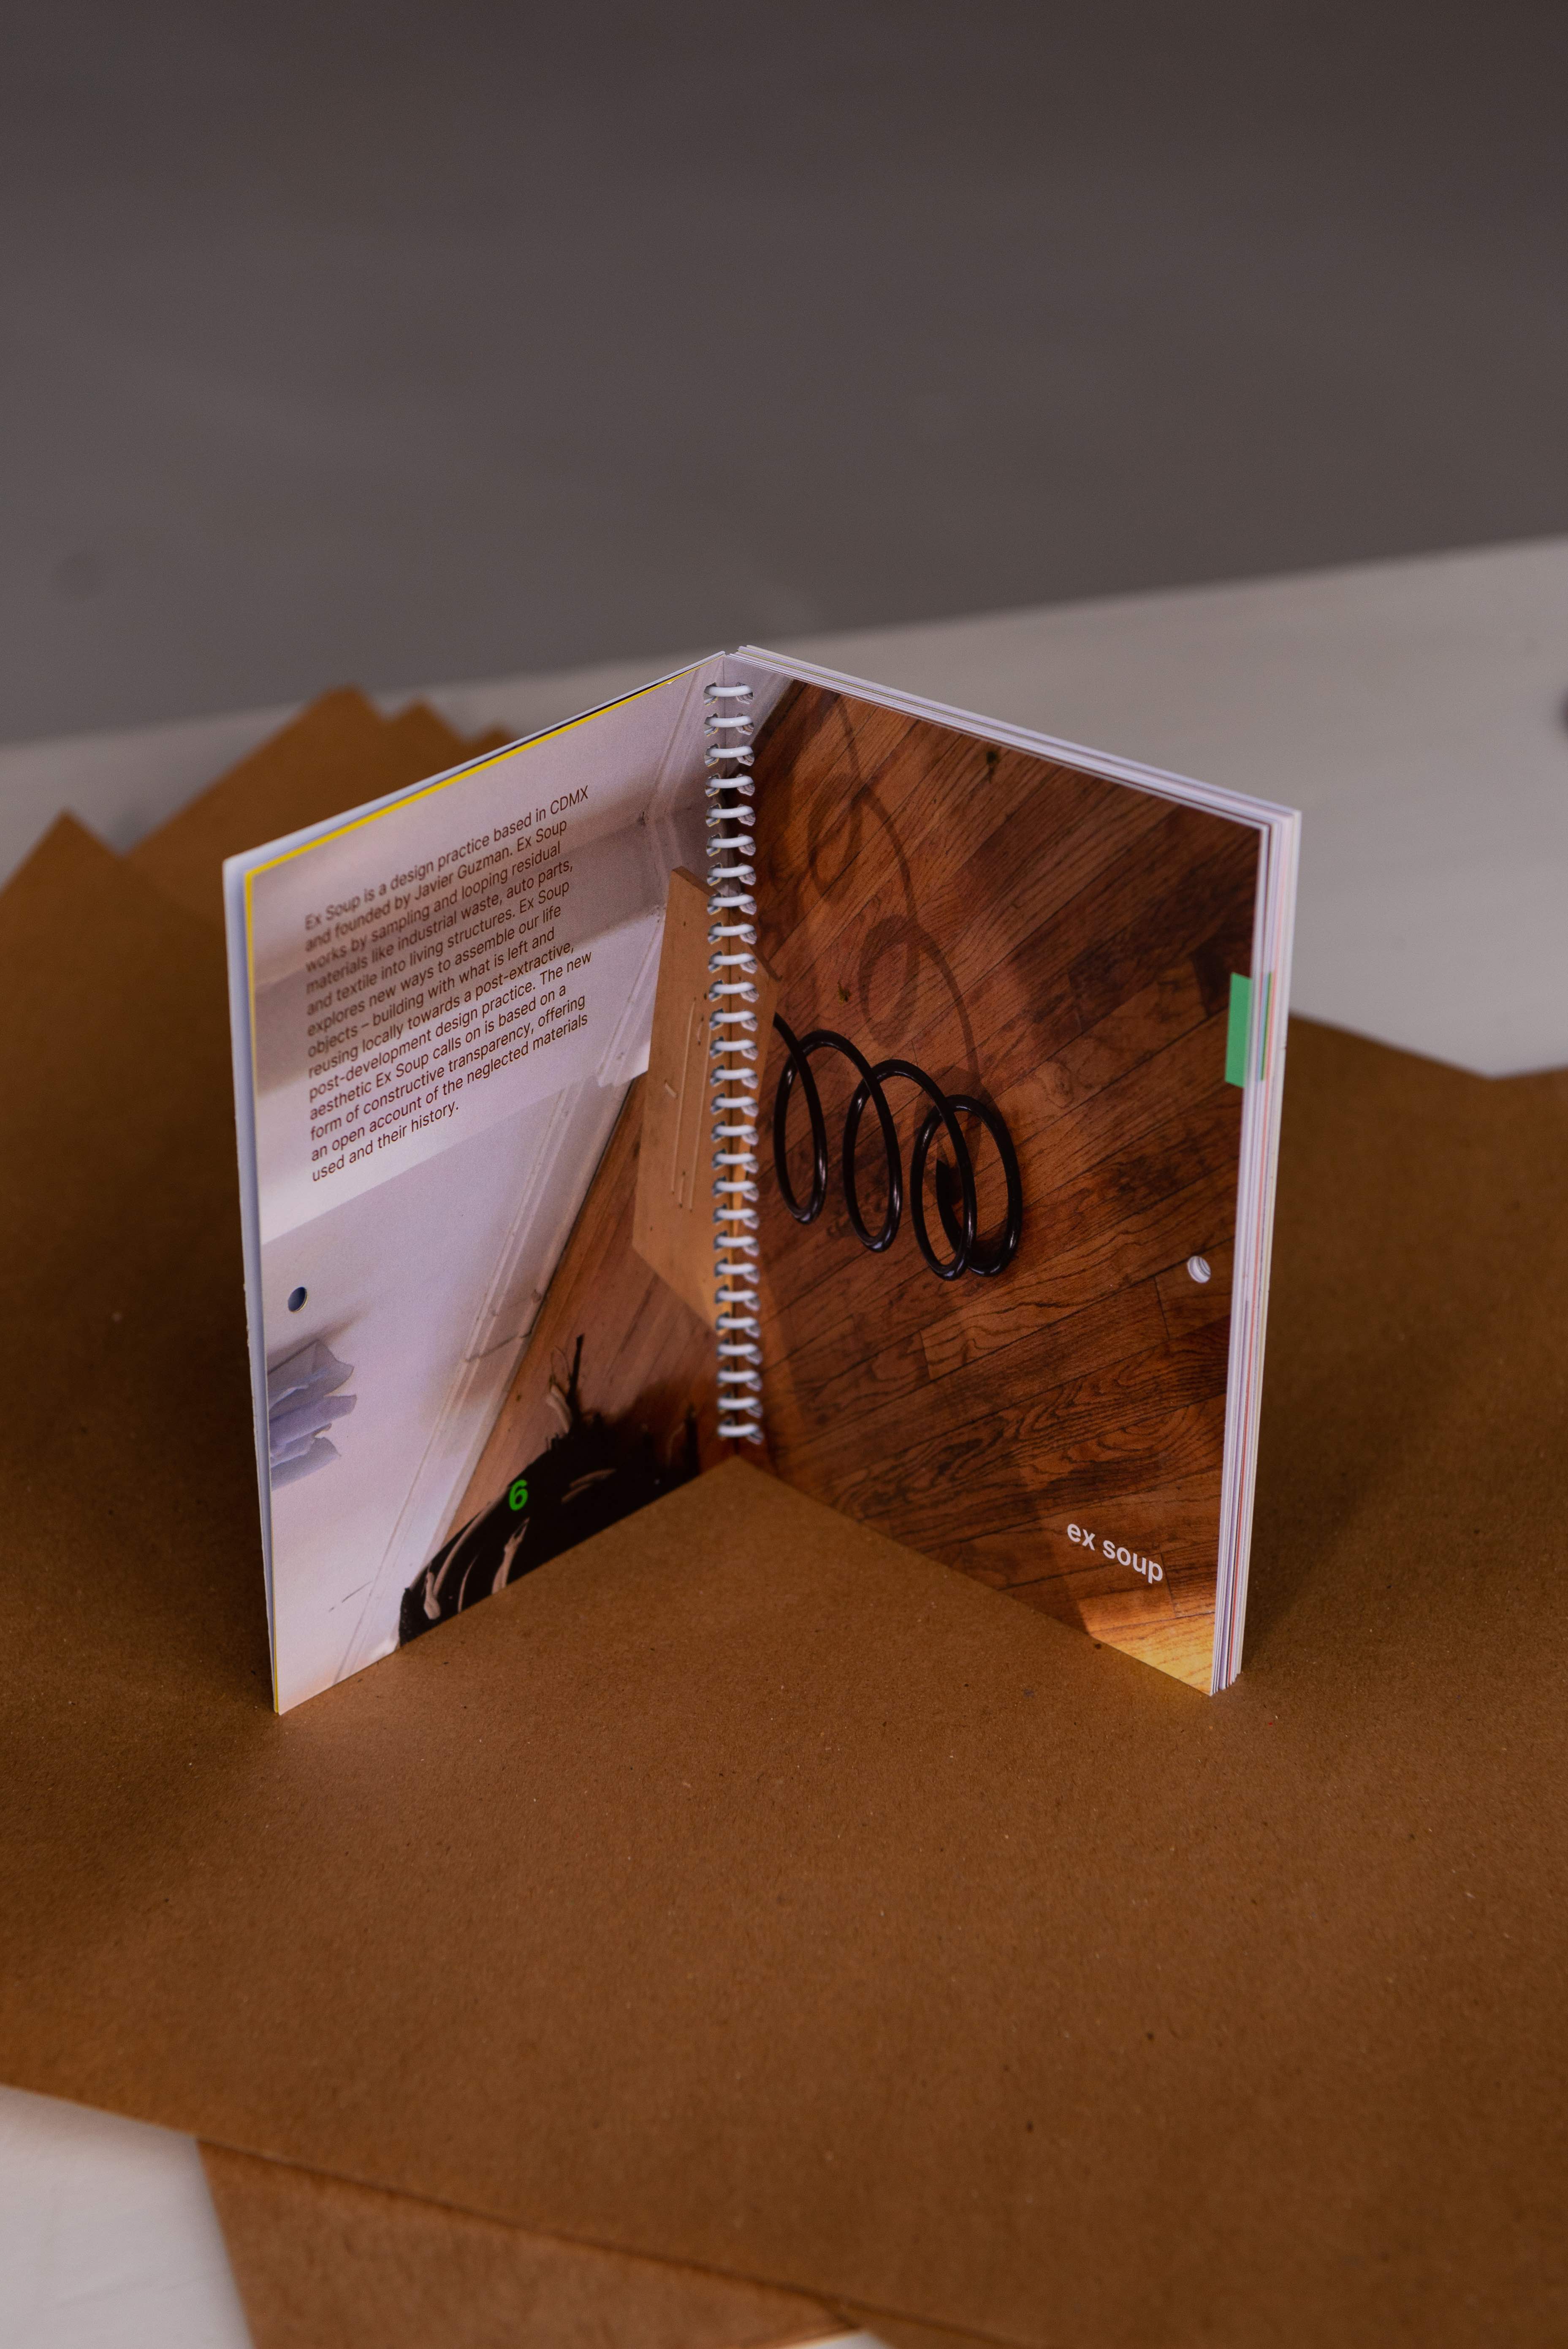 Ex Soup is a design practice based in CDMX
and founded by Javier Guzman. Ex Soup
works by sampling and looping residual
materials like industrial waste, auto parts,
and textile into living structures. Ex Soup
explores new ways to assemble our life
objects – building with what is left and
reusing locally towards a post-extractive,
post-development design practice. The new
aesthetic Ex Soup calls on is based on a
form of constructive transparency, offering
an open account of the neglected materials
used and their history.
6
ex soup